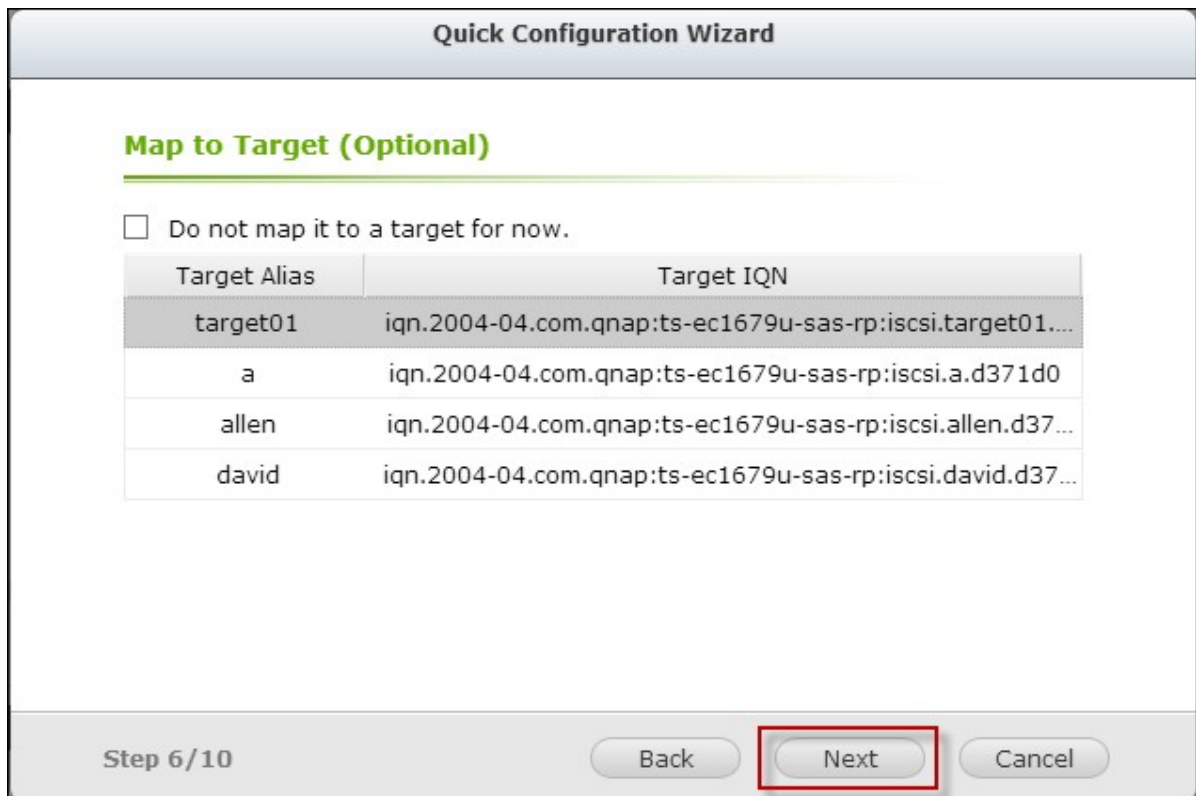 Quick Configuration Wizard
Map to Target (Optional)
Do not map it to a target for now.
Target Alias Target IQN
target01 iqn.2004-04.com.qnap:ts-ec1679u-sas-rp:iscsi.target01....
a iqn.2004-04.com.qnap:ts-ec1679u-sas-rp:iscsi.a.d371d0
allen iqn.2004-04.com.qnap:ts-ec1679u-sas-rp:iscsi.allen.d37...
david iqn.2004-04.com.qnap:ts-ec1679u-sas-rp:iscsi.david.d37...
Step 6/10 Back Next Cancel